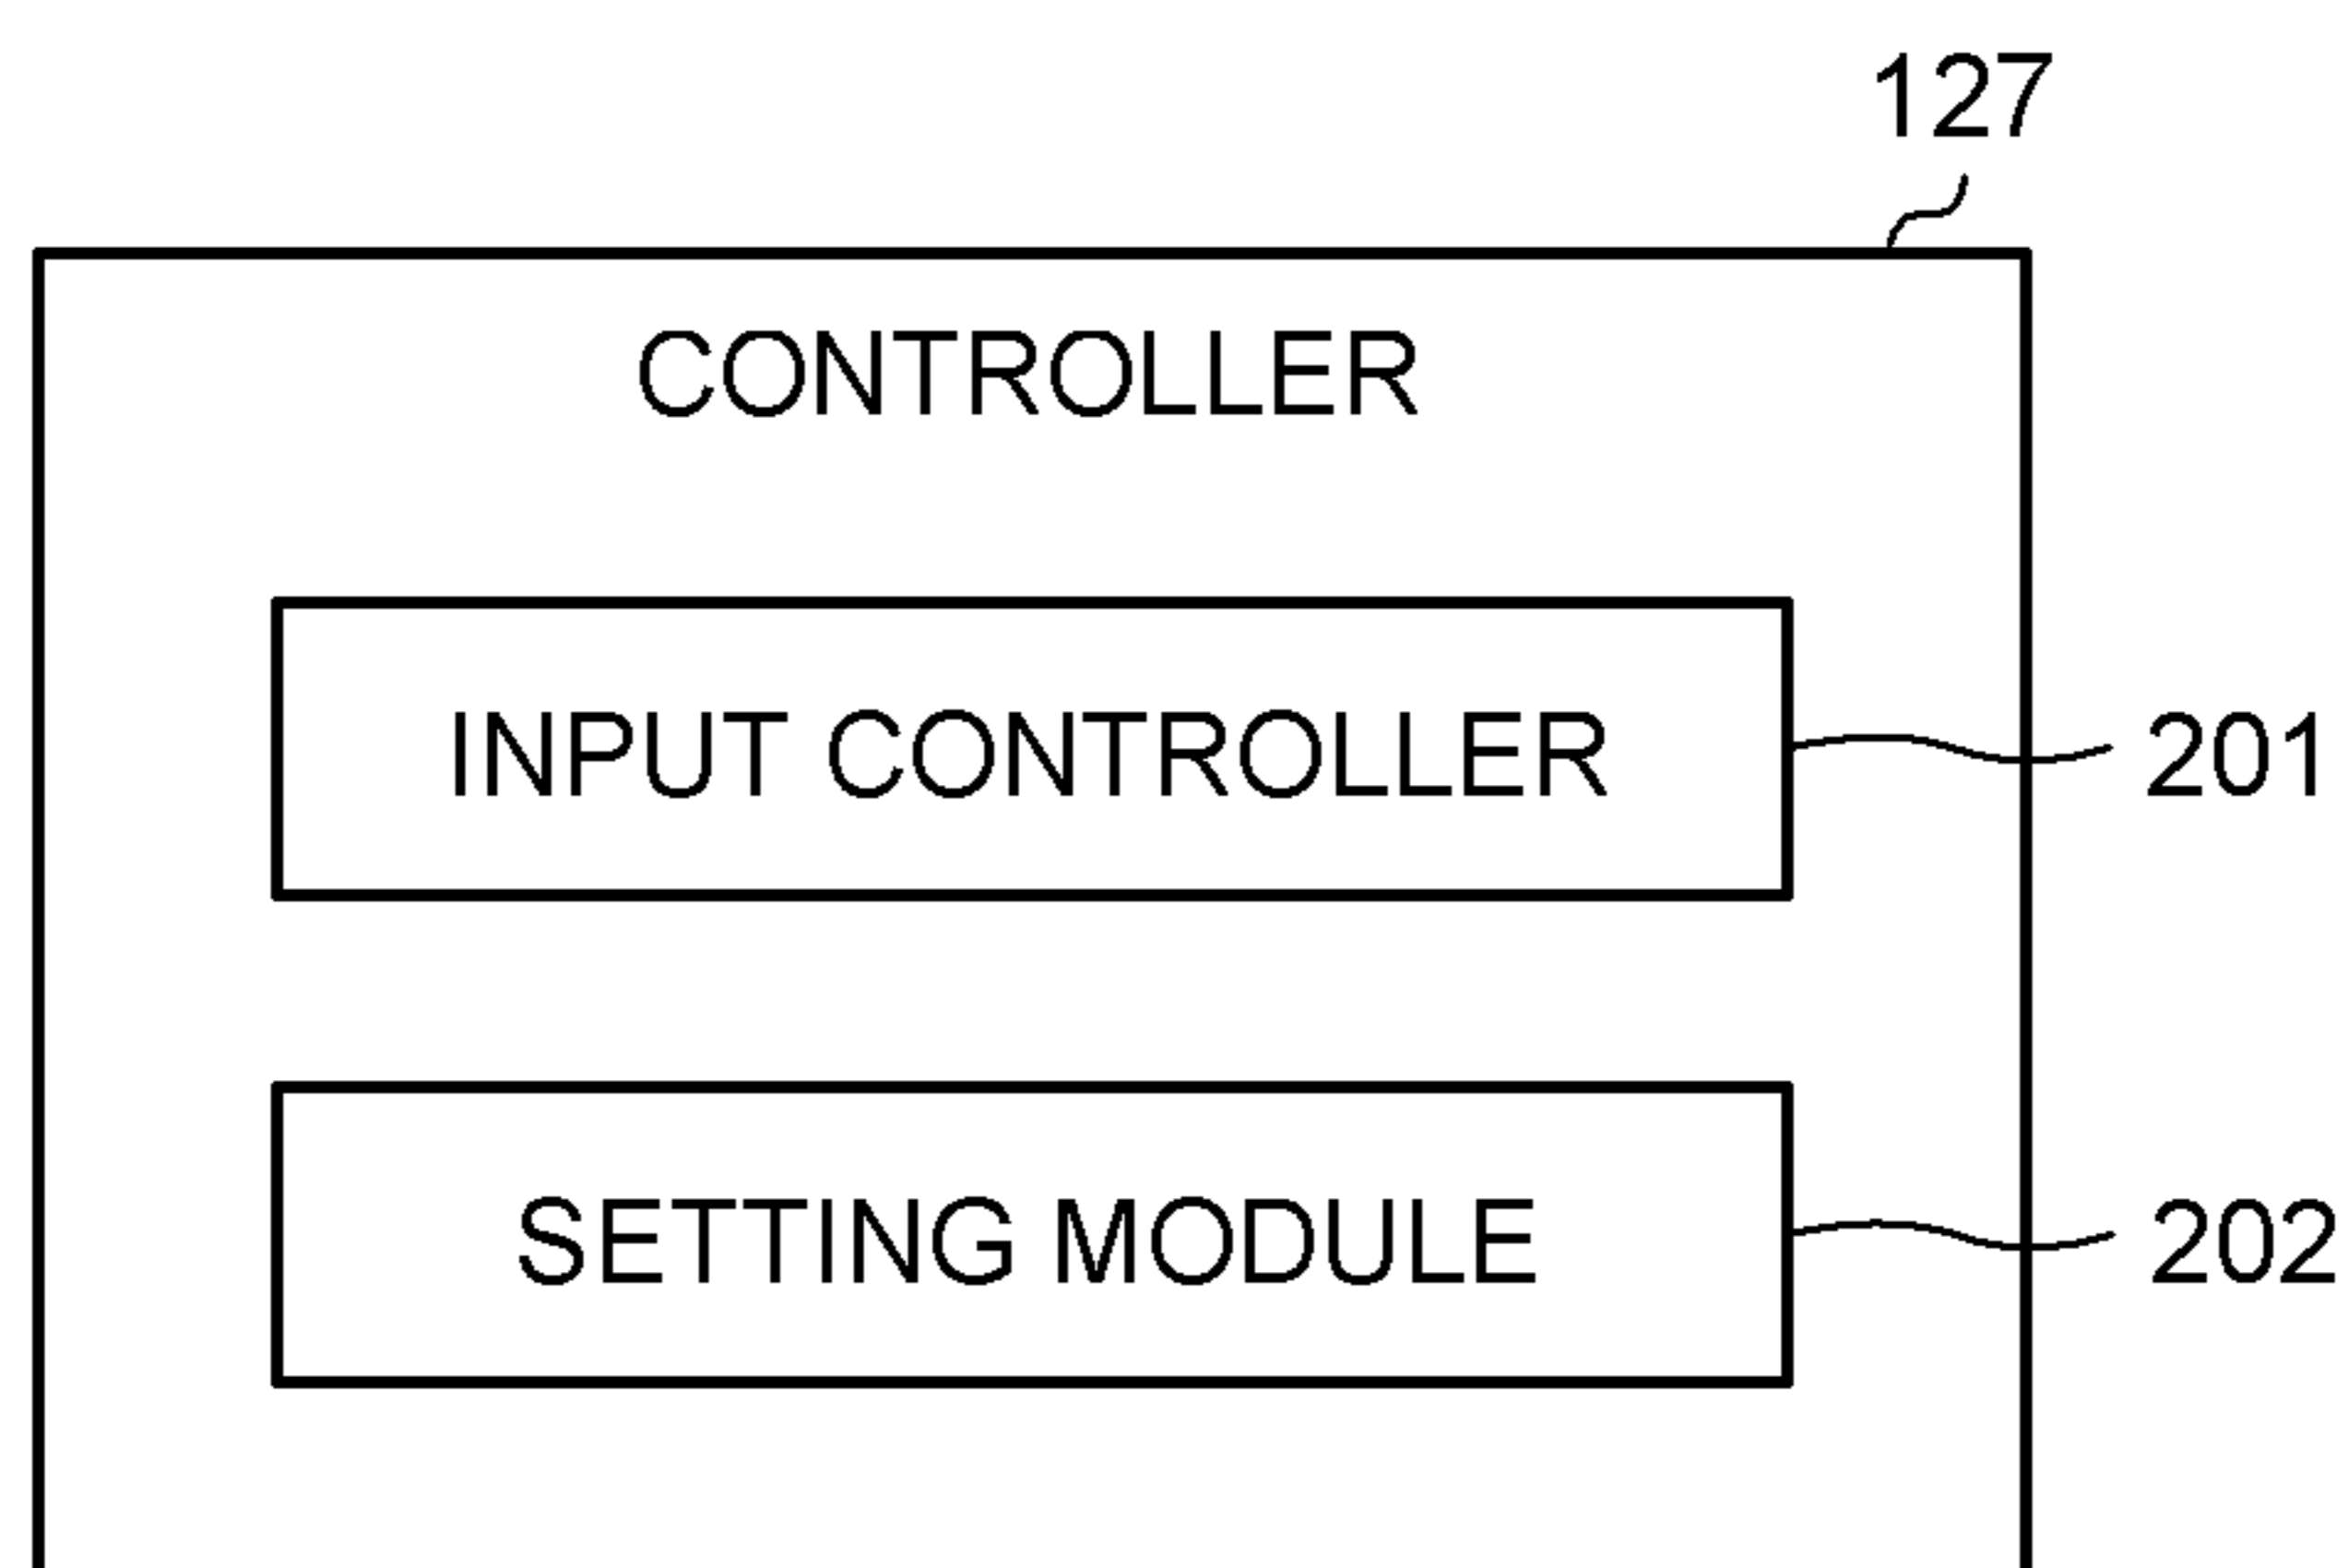 127
CONTROLLER
INPUT CONTROLLER 201
SETTING MODULE 202